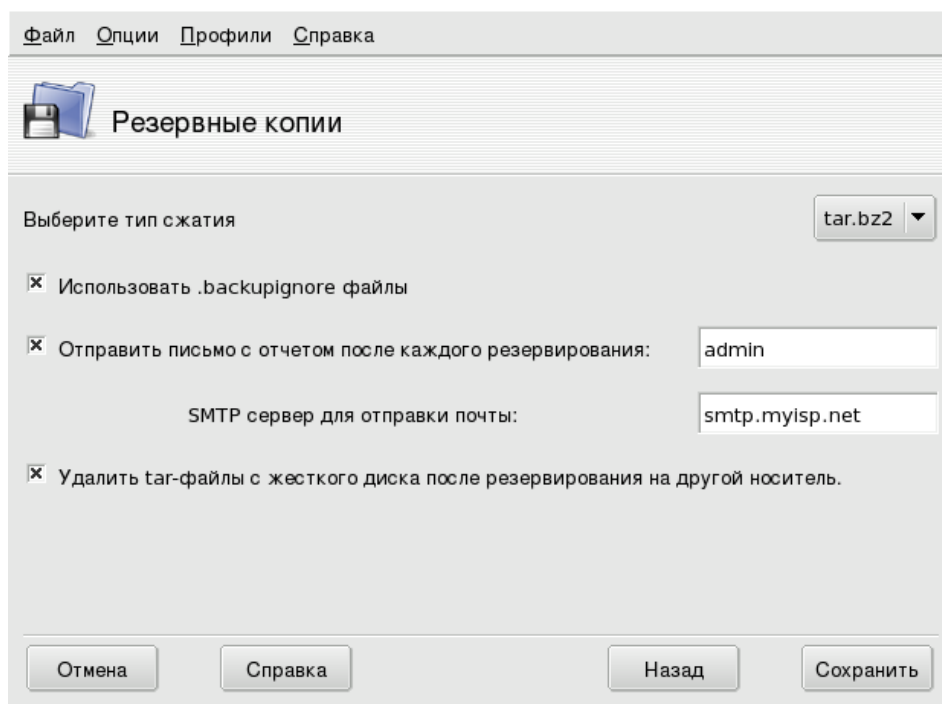 Файл Опции Профили Справка
Резервные копии
Выберите тип сжатия tar.bz2
Использовать .backupignore файлы
Отправить письмо с отчетом после каждого резервирования: admin
SMTP сервер для отправки почты: smtp.myisp.net
Удалить tar-файлы с жесткого диска после резервирования на другой носитель.
Отмена Справка Назад Сохранить